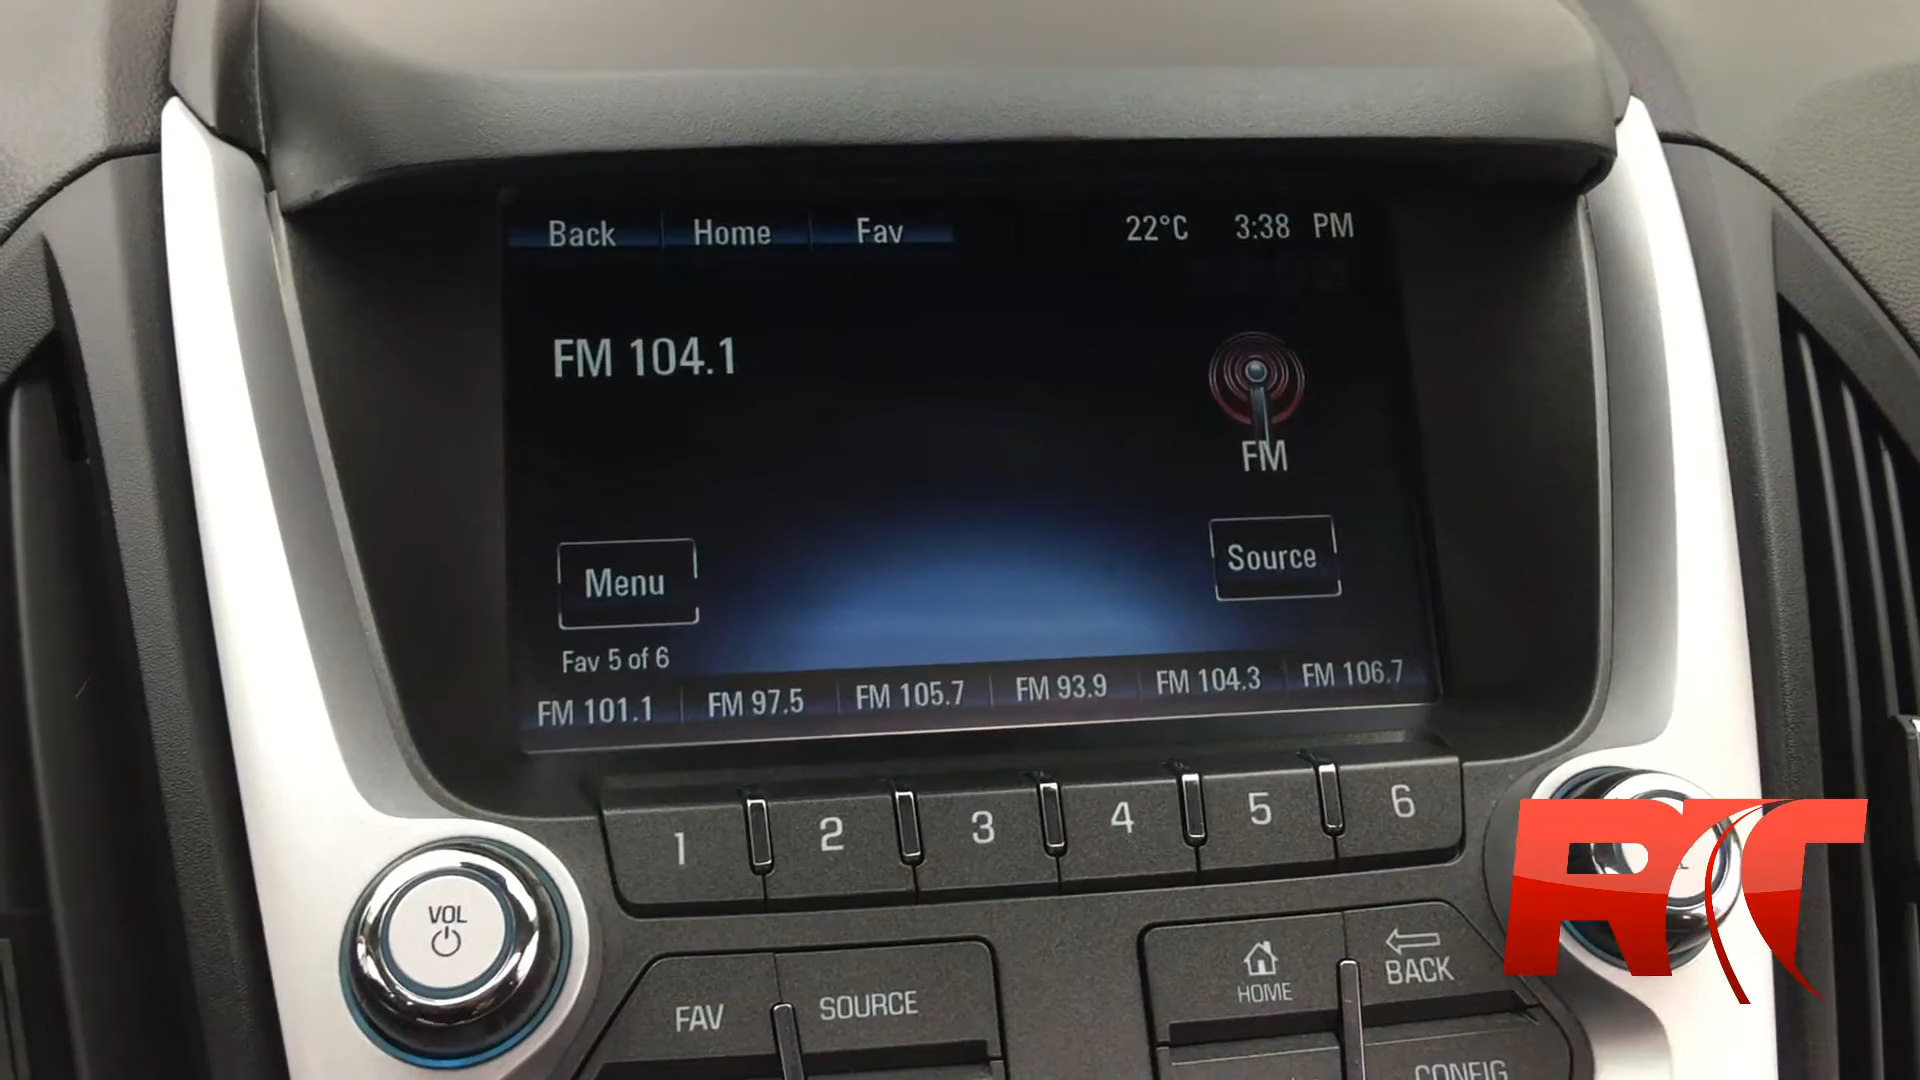 Back Home Fav 22°C 3:38 PM
FM 104.1
FM
Menu Source
Fav 5 of 6
FM 101.1 FM 97.5 FM 105.7 FM 93.9 FM 104.3 FM 106.7
1 2 3 4 5 6
VOL
FAV SOURCE HOME BACK
CONFIG
RT